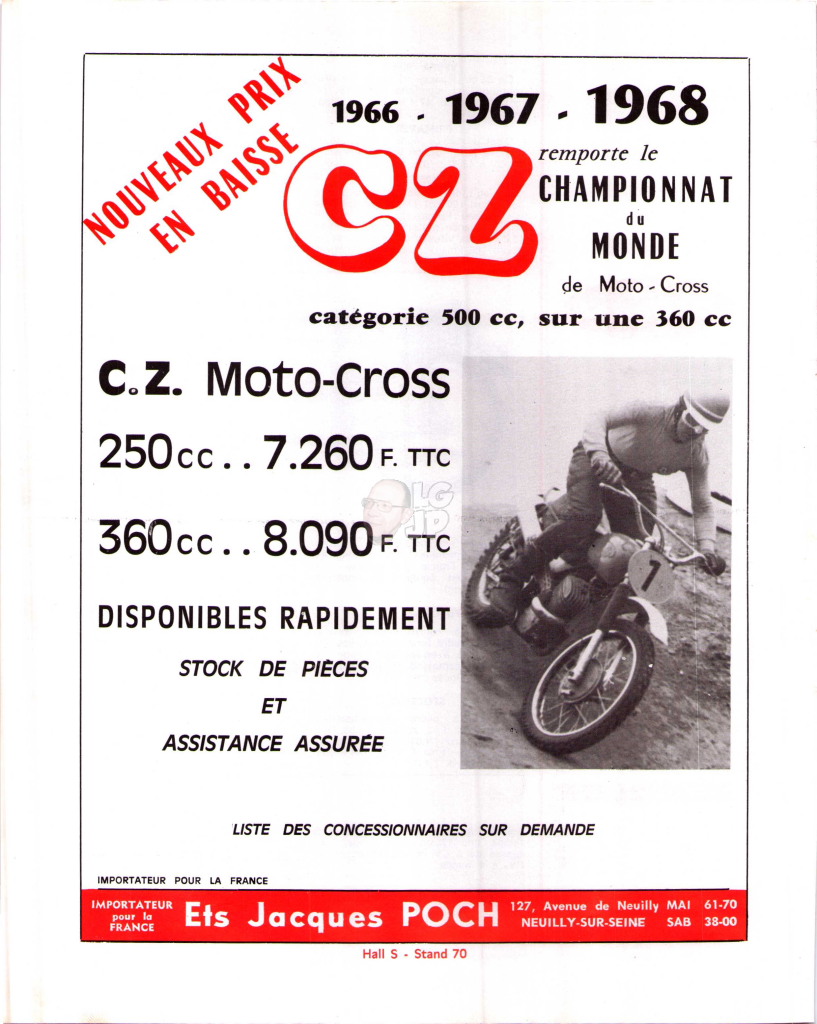 NOUVEAUX PRIX
EN BAISSE
1966 - 1967 - 1968
CZ
remporte le
CHAMPIONNAT
du
MONDE
de Moto-Cross
catégorie 500 cc, sur une 360 cc
C.Z. Moto-Cross
250cc.. 7.260 F. TTC
LG
JP
360cc.. 8.090 F. TTC
7
DISPONIBLES RAPIDEMENT
STOCK DE PIÈCES
ET
ASSISTANCE ASSURÉE
LISTE DES CONCESSIONNAIRES SUR DEMANDE
IMPORTATEUR POUR LA FRANCE
IMPORTATEUR
pour la
FRANCE
Ets Jacques POCH
127, Avenue de Neuilly MAI 61-70
NEUILLY-SUR-SEINE SAB 38-00
Hall S - Stand 70